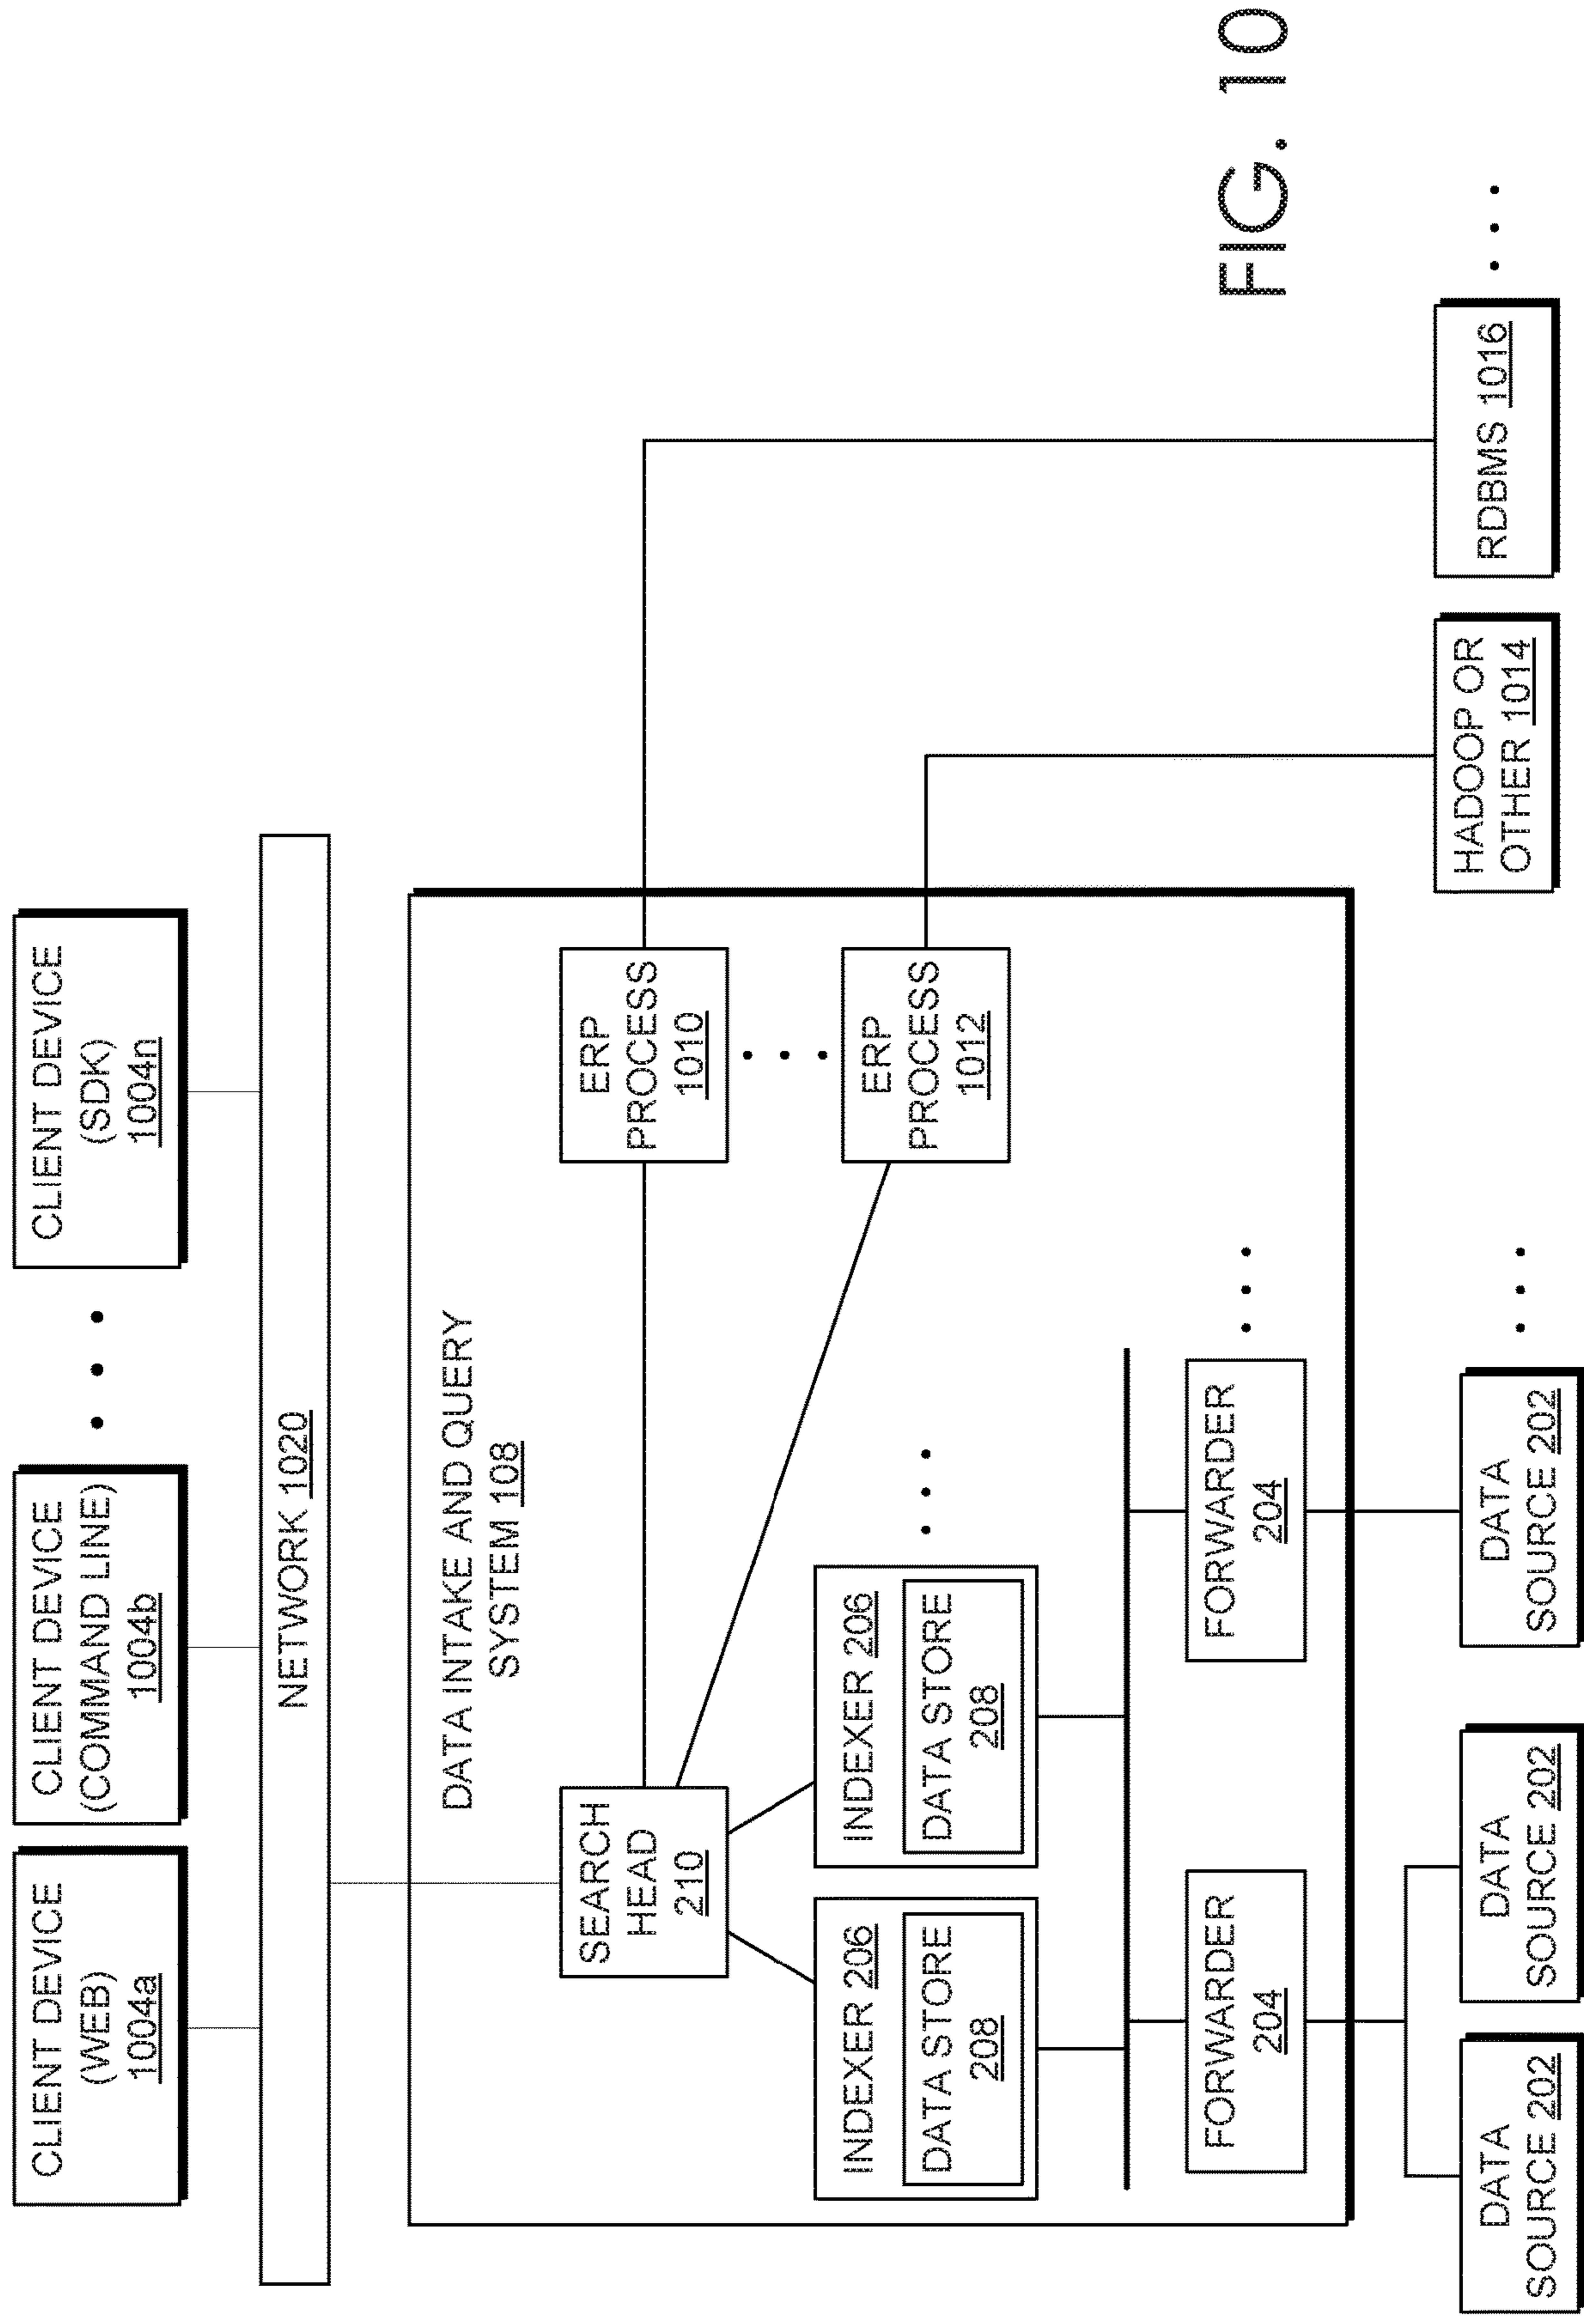 CLIENT DEVICE
(WEB)
1004a
CLIENT DEVICE
(COMMAND LINE)
1004b
CLIENT DEVICE
(SDK)
1004n
NETWORK 1020
DATA INTAKE AND QUERY
SYSTEM 108
SEARCH
HEAD
210
ERP
PROCESS
1010
INDEXER 206
DATA STORE
208
INDEXER 206
DATA STORE
208
ERP
PROCESS
1012
FORWARDER
204
FORWARDER
204
DATA
SOURCE 202
DATA
SOURCE 202
DATA
SOURCE 202
HADOOP OR
OTHER 1014
RDBMS 1016
FIG. 10